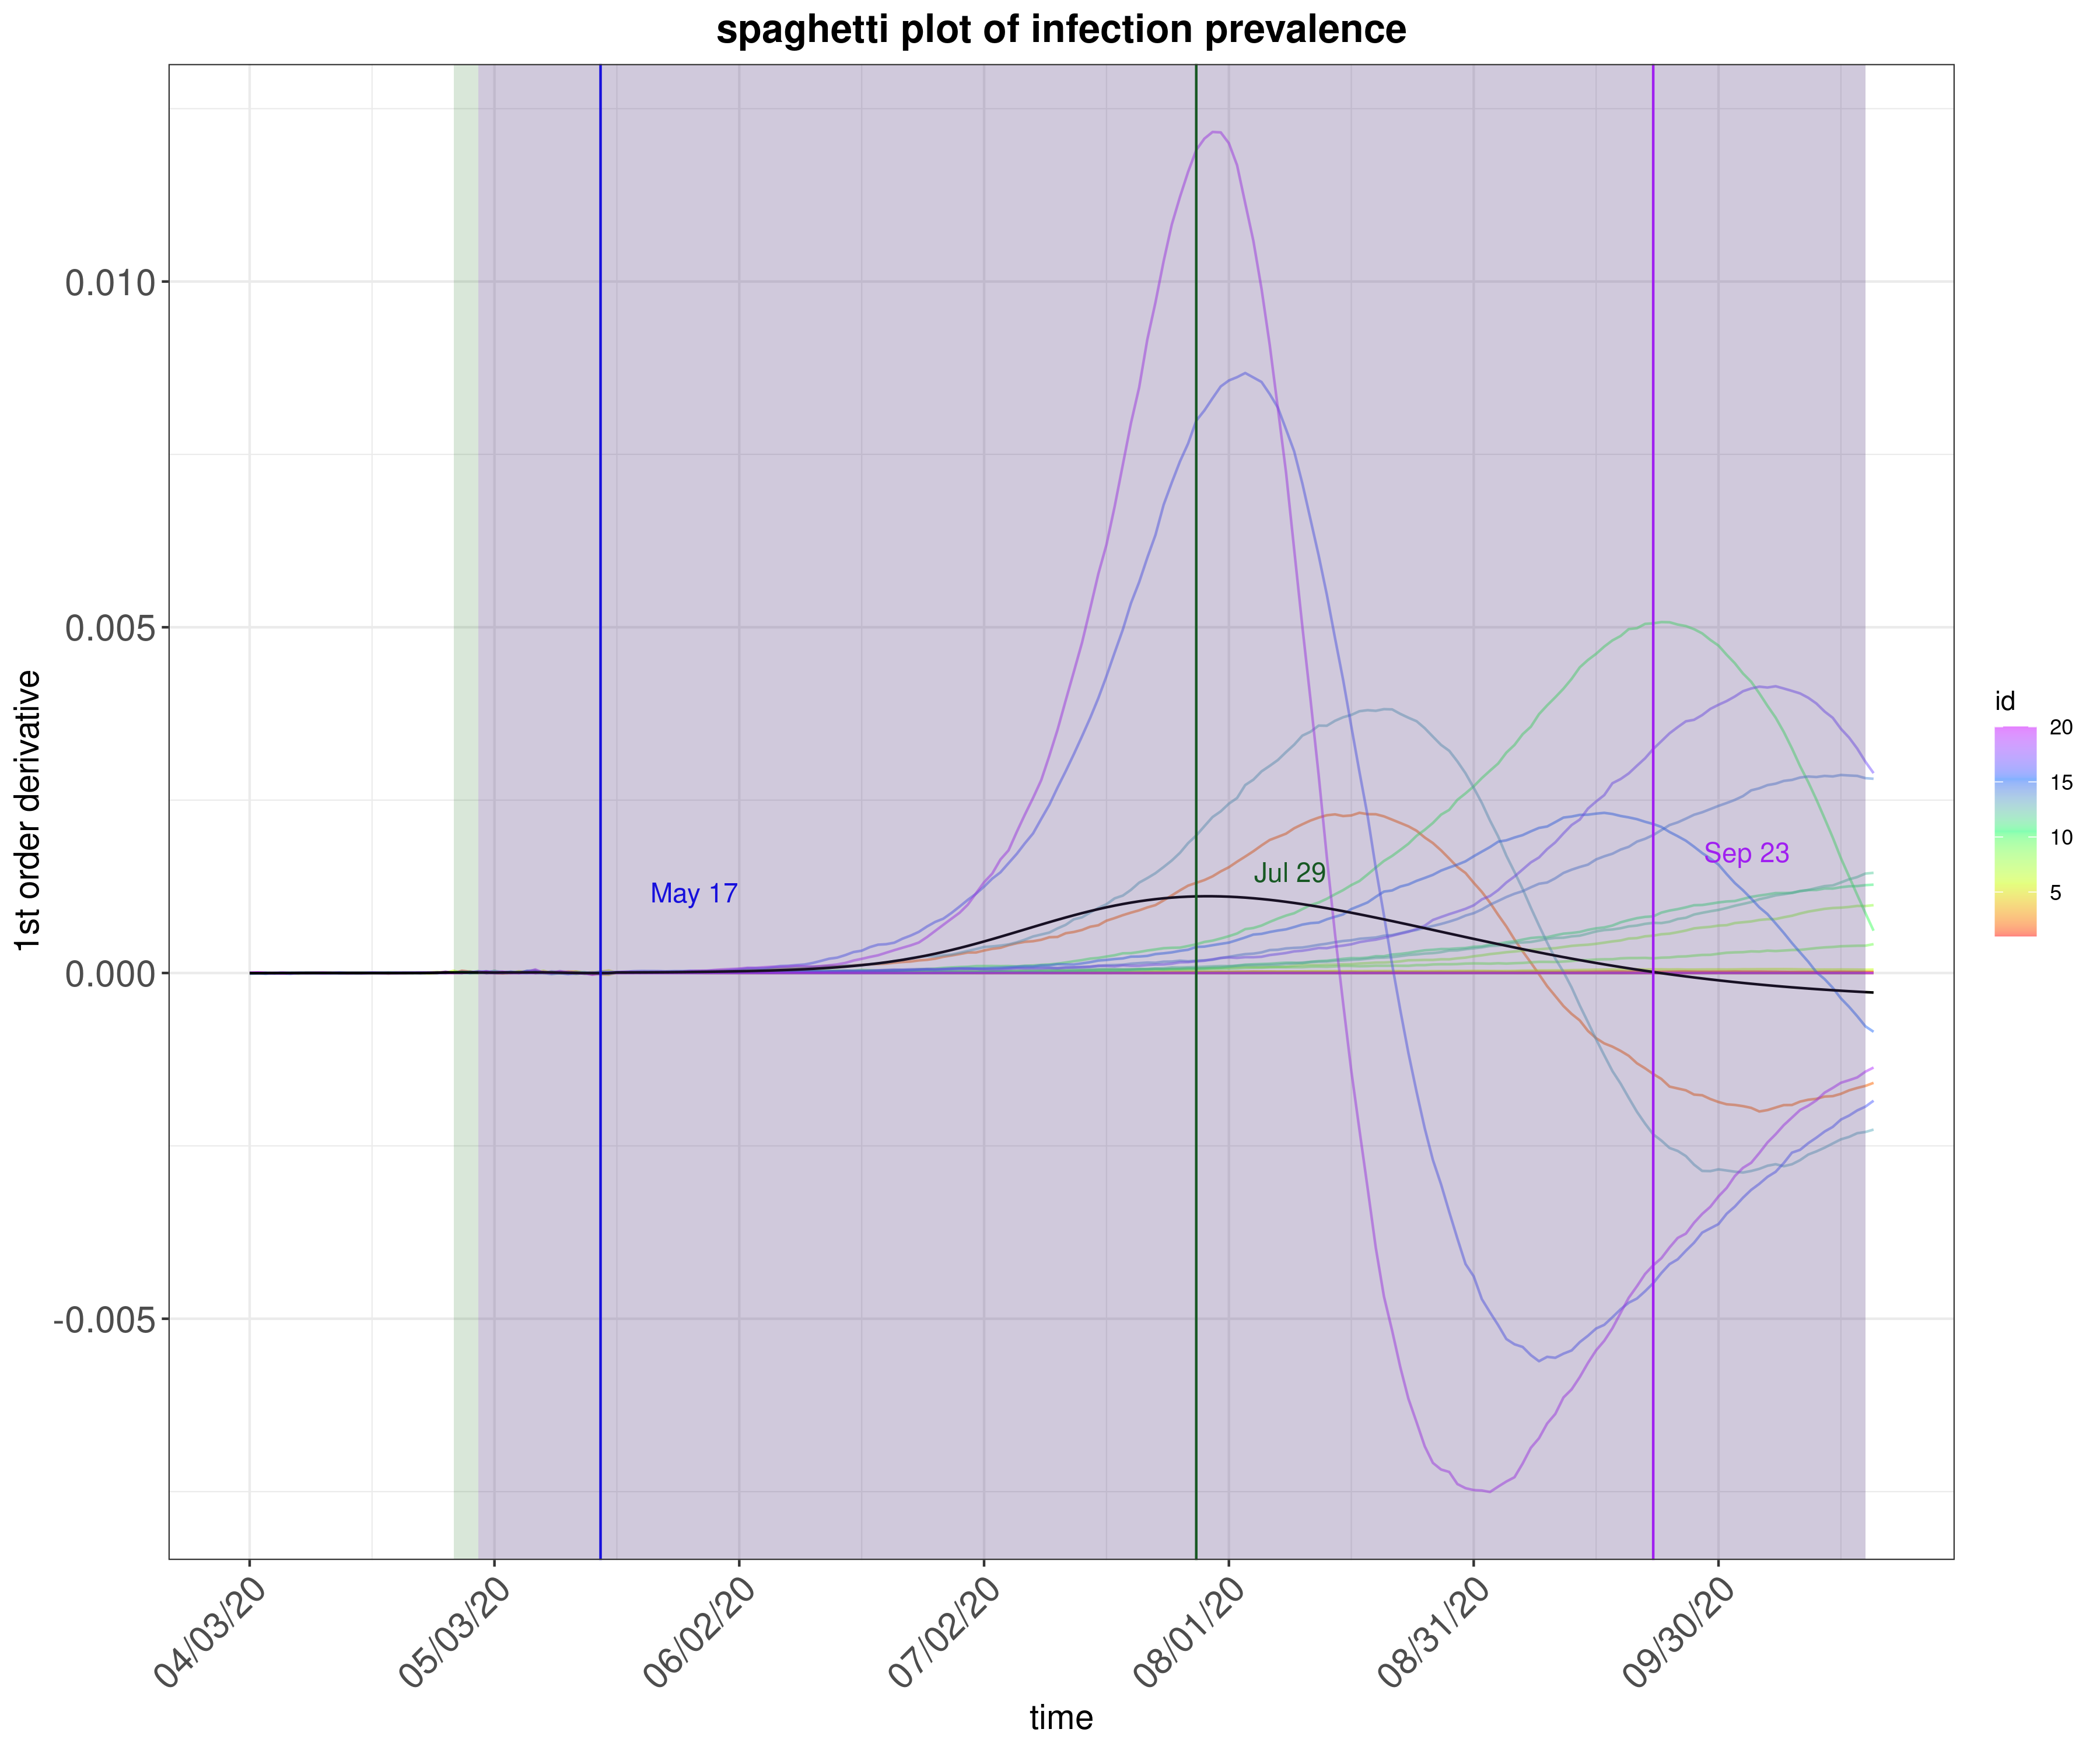 spaghetti plot of infection prevalence
0.010
0.005
0.000
-0.005
1st order derivative
May 17
Jul 29
Sep 23
id
20
15
10
5
04/03/20
05/03/20
06/02/20
07/02/20
08/01/20
08/31/20
09/30/20
time